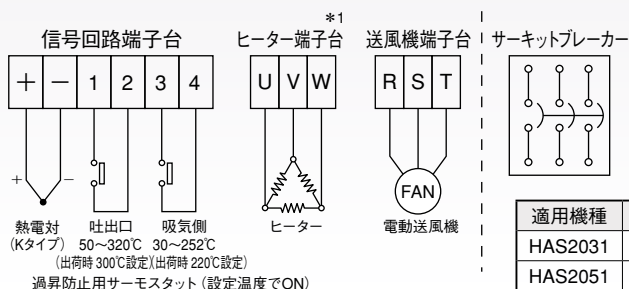 *1
信号回路端子台 ヒーター端子台 送風機端子台 サーキットブレーカー
+ − 1 2 3 4 U V W R S T
+ −
FAN
熱電対 吐出口 吸気側 ヒーター 電動送風機
(Kタイプ) 50〜320℃ 30〜252℃
(出荷時 300℃設定)(出荷時 220℃設定)
過昇防止用サーモスタット (設定温度でON)
適用機種
HAS2031
HAS2051